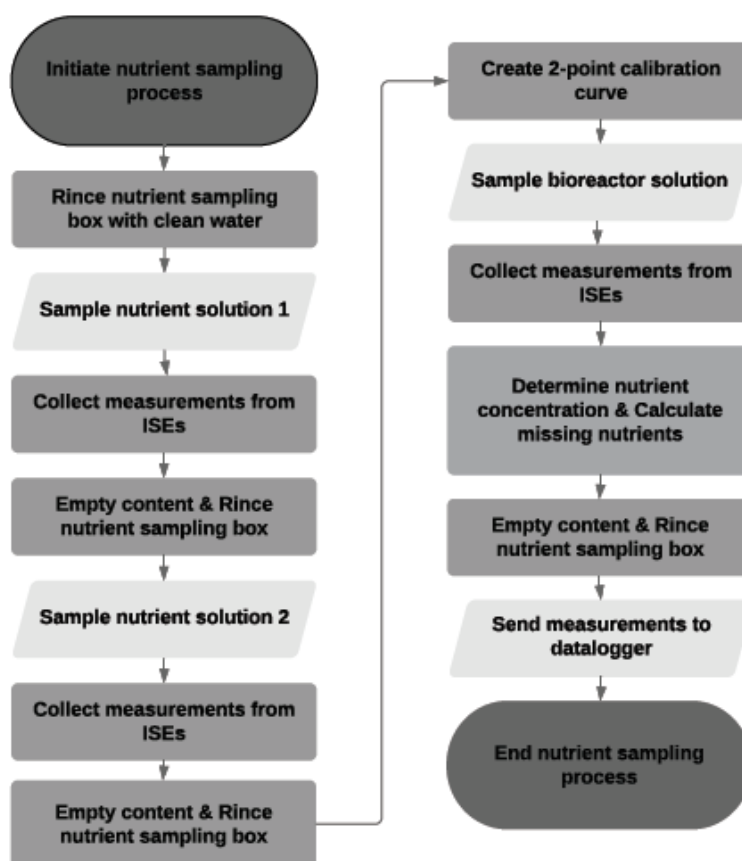 Initiate nutrient sampling
process
Rince nutrient sampling
box with clean water
Sample nutrient solution 1
Collect measurements from
ISEs
Empty content & Rince
nutrient sampling box
Sample nutrient solution 2
Collect measurements from
ISEs
Empty content & Rince
nutrient sampling box
Create 2-point calibration
curve
Sample bioreactor solution
Collect measurements from
ISEs
Determine nutrient
concentration & Calculate
missing nutrients
Empty content & Rince
nutrient sampling box
Send measurements to
datalogger
End nutrient sampling
process